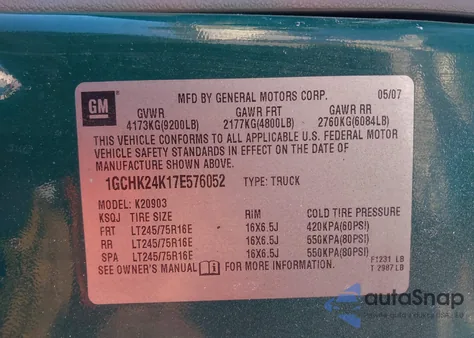 MFD BY GENERAL MOTORS CORP. 05/07
GM GVWR GAWR FRT GAWR RR
4173KG(9200LB) 2177KG(4800LB) 2760KG(6084LB)
THIS VEHICLE CONFORMS TO ALL APPLICABLE U.S. FEDERAL MOTOR
VEHICLE SAFETY STANDARDS IN EFFECT ON THE DATE OF
MANUFACTURE SHOWN ABOVE.
1GCHK24K17E576052 TYPE: TRUCK
MODEL: K20903
KSQJ TIRE SIZE RIM COLD TIRE PRESSURE
FRT LT245/75R16E 16X6.5J 420KPA(60PSI)
RR LT245/75R16E 16X6.5J 550KPA(80PSI)
SPA LT245/75R16E 16X6.5J 550KPA(80PSI)
SEE OWNER'S MANUAL FOR MORE INFORMATION.
F1231 LB
T 2987 LB
autoSnap